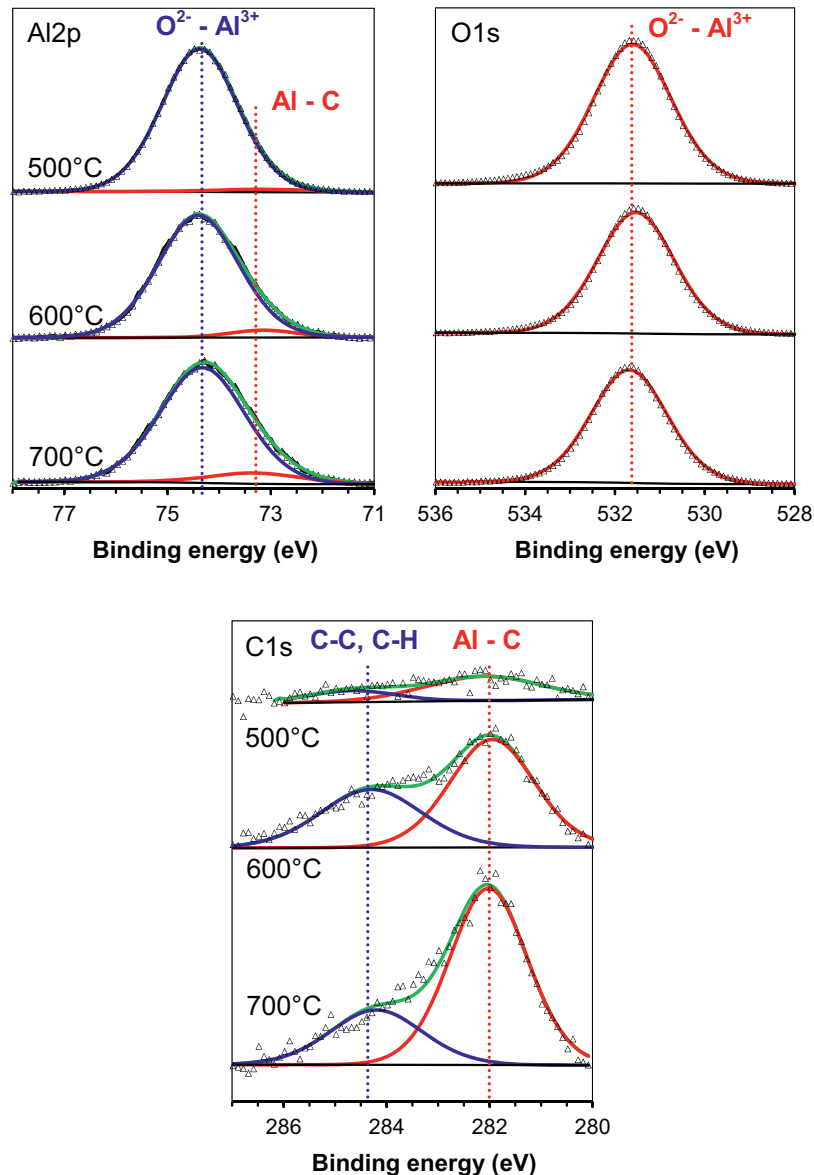 Al2p
O²⁻ - Al³⁺
Al - C
500°C
600°C
700°C
77 75 73 71
Binding energy (eV)
O1s
O²⁻ - Al³⁺
536 534 532 530 528
Binding energy (eV)
C1s
C-C, C-H
Al - C
500°C
600°C
700°C
286 284 282 280
Binding energy (eV)